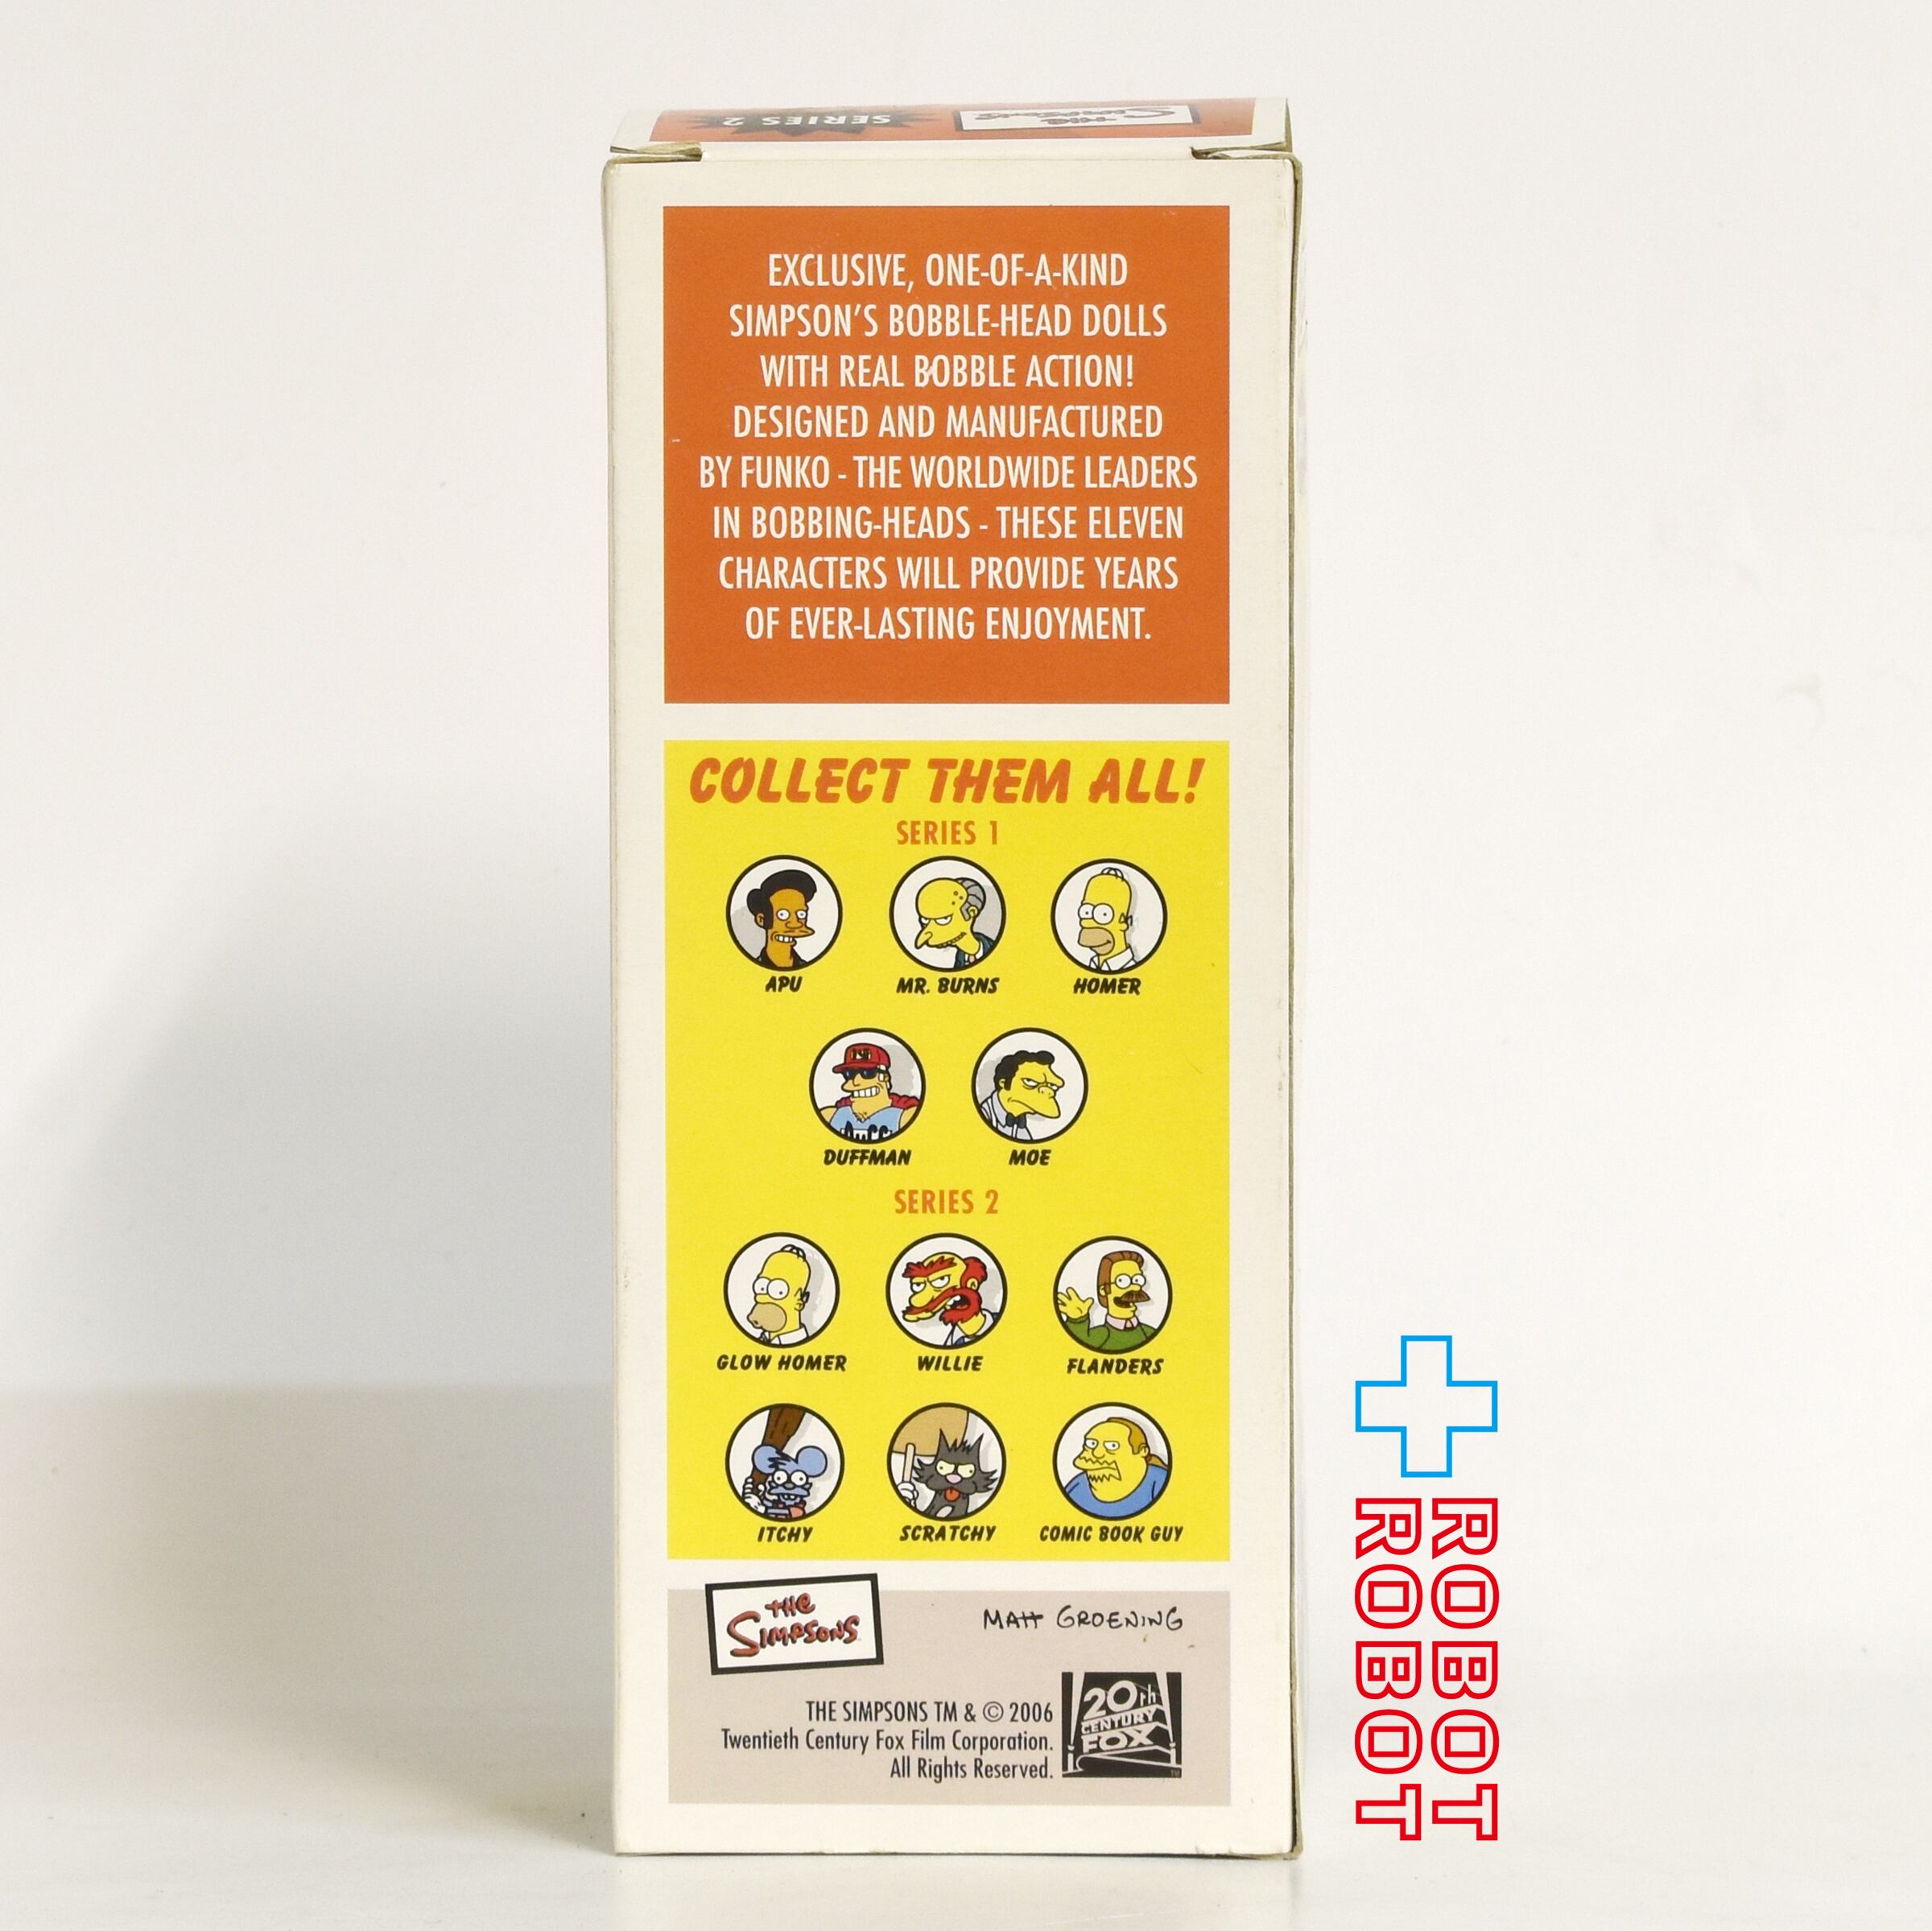 SERIES 2
THE SIMPSONS
EXCLUSIVE, ONE-OF-A-KIND
SIMPSON'S BOBBLE-HEAD DOLLS
WITH REAL BOBBLE ACTION!
DESIGNED AND MANUFACTURED
BY FUNKO - THE WORLDWIDE LEADERS
IN BOBBING-HEADS - THESE ELEVEN
CHARACTERS WILL PROVIDE YEARS
OF EVER-LASTING ENJOYMENT.
COLLECT THEM ALL!
SERIES 1
APU MR. BURNS HOMER
DUFFMAN MOE
SERIES 2
GLOW HOMER WILLIE FLANDERS
ITCHY SCRATCHY COMIC BOOK GUY
THE
SIMPSONS
MATT GROENING
THE SIMPSONS TM & © 2006
Twentieth Century Fox Film Corporation.
All Rights Reserved.
20th
CENTURY
FOX
TM
ROBOT
ROBOT